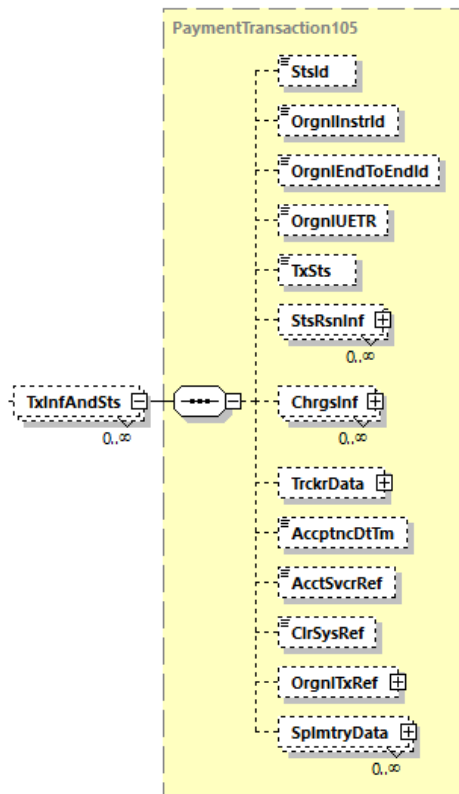 PaymentTransaction105
StsId
OrgnlInstrId
OrgnlEndToEndId
OrgnlUETR
TxSts
StsRsnInf
0..∞
TxInfAndSts
0..∞
ChrgsInf
0..∞
TrckrData
AccptncDtTm
AcctSvcrRef
ClrSysRef
OrgnlTxRef
SplmtryData
0..∞